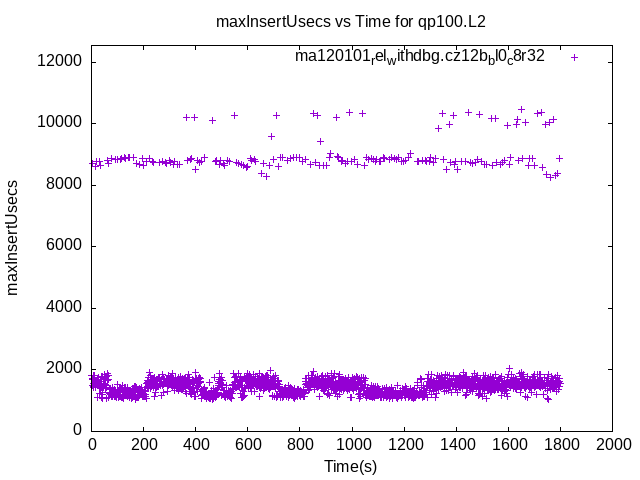 maxInsertUsecs vs Time for qp100.L2
ma120101relwithdbg.cz12bbl0c8r32
12000
10000
8000
6000
4000
2000
0
maxInsertUsecs
0 200 400 600 800 1000 1200 1400 1600 1800 2000
Time(s)